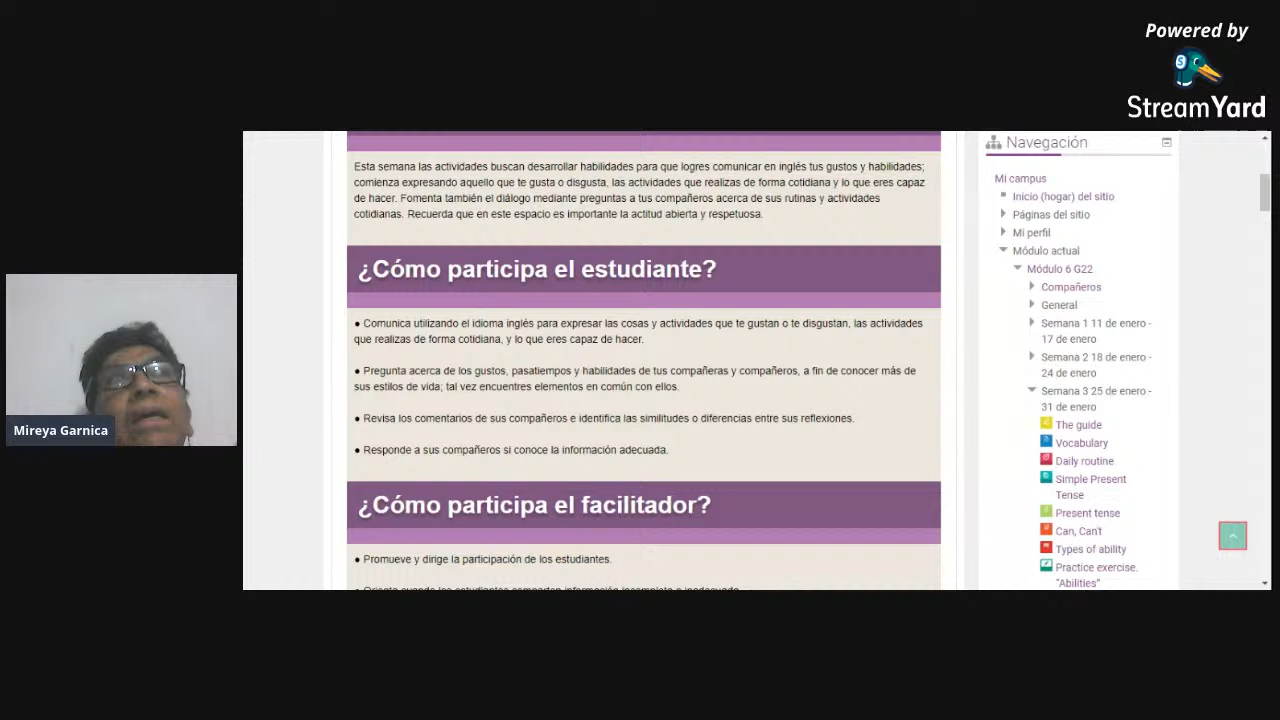 Powered by
StreamYard
Esta semana las actividades buscan desarrollar habilidades para que logres comunicar en inglés tus gustos y habilidades;
comienza expresando aquello que te gusta o disgusta, las actividades que realizas de forma cotidiana y lo que eres capaz
de hacer. Fomenta también el diálogo mediante preguntas a tus compañeros acerca de sus rutinas y actividades
cotidianas. Recuerda que en este espacio es importante la actitud abierta y respetuosa.
¿Cómo participa el estudiante?
● Comunica utilizando el idioma inglés para expresar las cosas y actividades que te gustan o te disgustan, las actividades
que realizas de forma cotidiana, y lo que eres capaz de hacer.
● Pregunta acerca de los gustos, pasatiempos y habilidades de tus compañeras y compañeros, a fin de conocer más de
sus estilos de vida; tal vez encuentres elementos en común con ellos.
● Revisa los comentarios de sus compañeros e identifica las similitudes o diferencias entre sus reflexiones.
● Responde a sus compañeros si conoce la información adecuada.
¿Cómo participa el facilitador?
● Promueve y dirige la participación de los estudiantes.
● Orienta cuando los estudiantes comparten información incompleta o inadecuada.
Navegación
Mi campus
Inicio (hogar) del sitio
Páginas del sitio
Mi perfil
Módulo actual
Módulo 6 G22
Compañeros
General
Semana 1 11 de enero -
17 de enero
Semana 2 18 de enero -
24 de enero
Semana 3 25 de enero -
31 de enero
The guide
Vocabulary
Daily routine
Simple Present
Tense
Present tense
Can, Can't
Types of ability
Practice exercise.
"Abilities"
Mireya Garnica